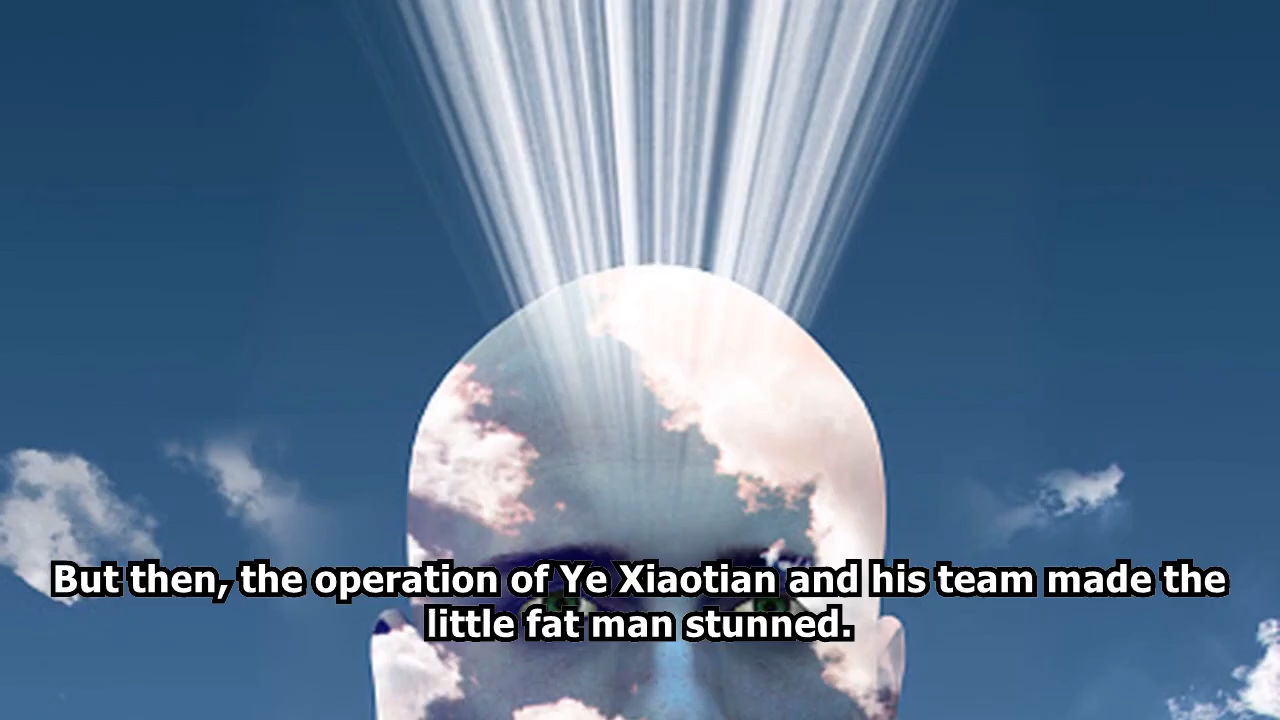 But then, the operation of Ye Xiaotian and his team made the
little fat man stunned.